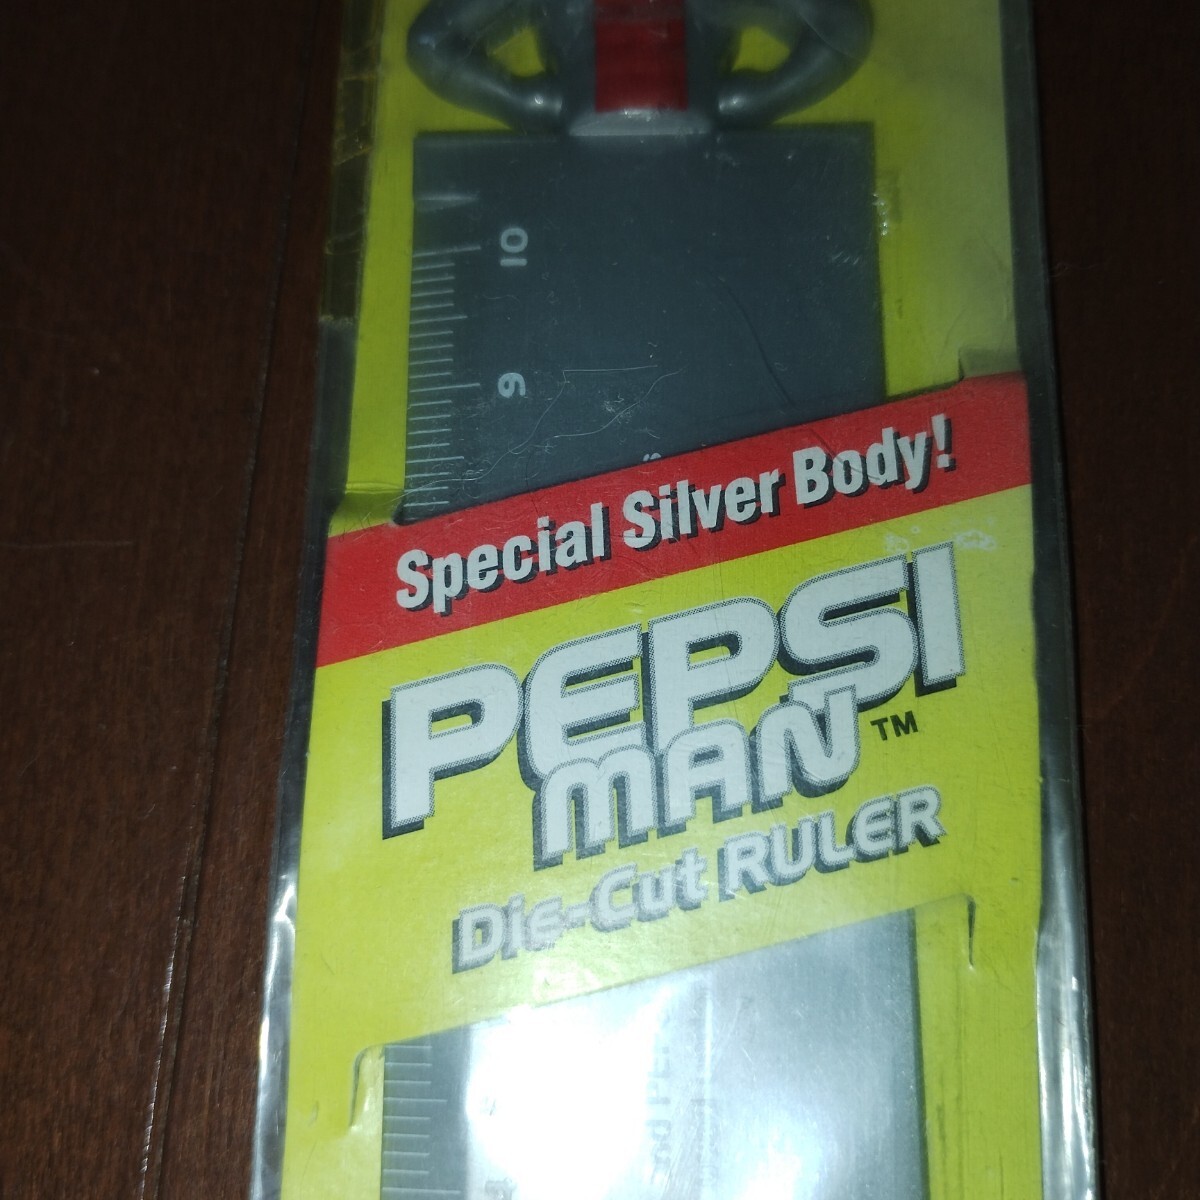 10
9
Special Silver Body!
PEPSI
MAN™
Die-Cut RULER